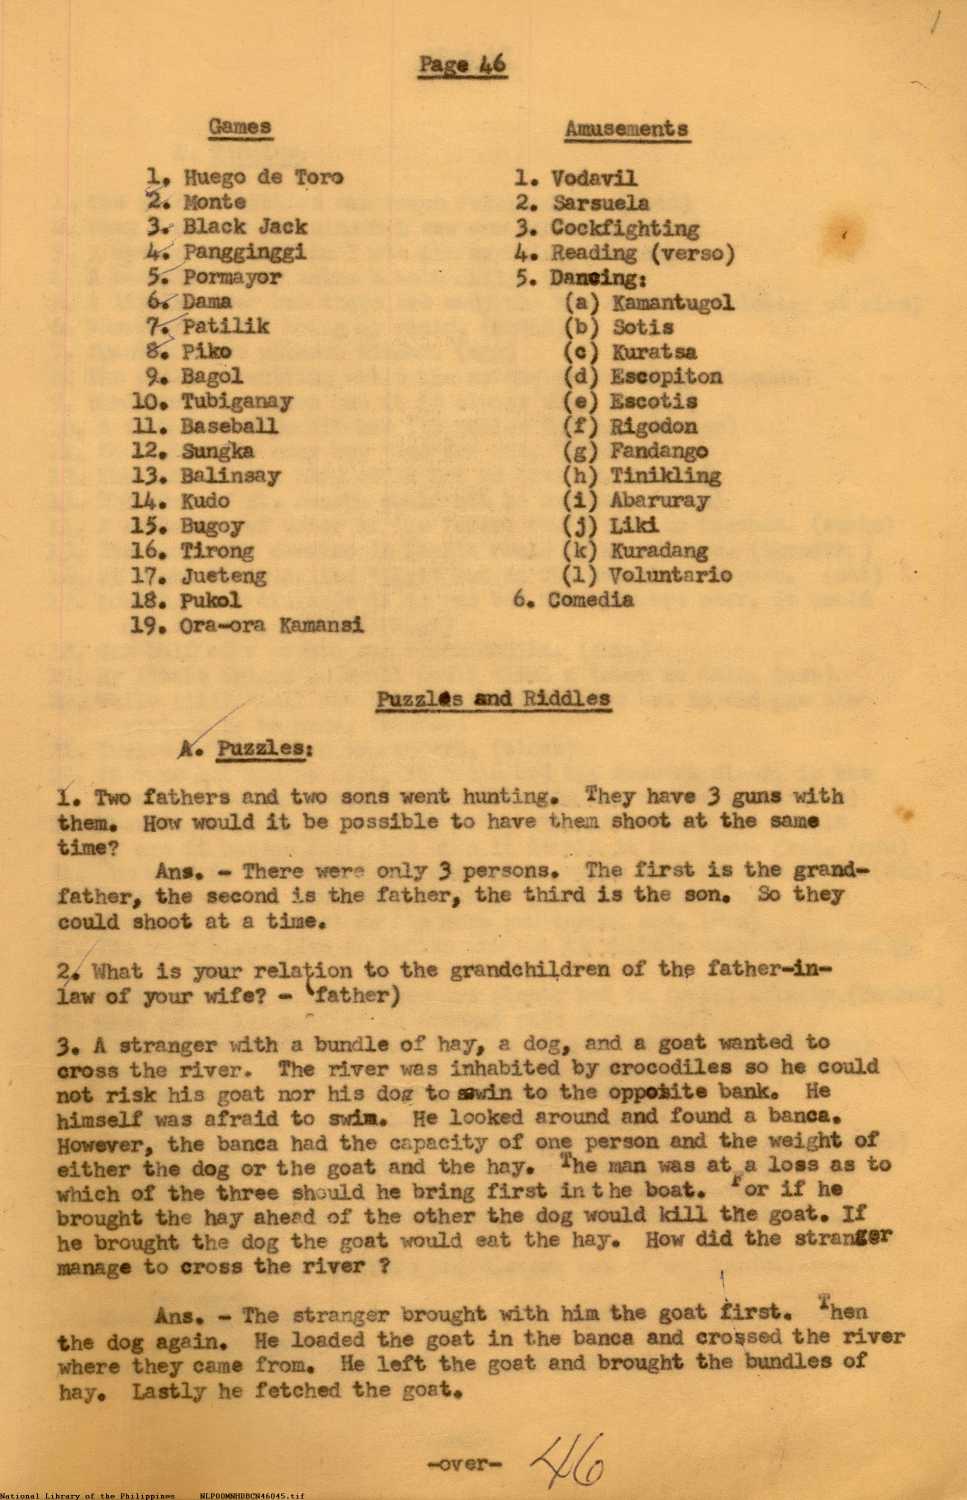 Page 46
Games
1. Huego de Toro
2. Monte
3. Black Jack
4. Pangginggi
5. Pormayor
6. Dama
7. Patilik
8. Piko
9. Bagol
10. Tubiganay
11. Baseball
12. Sungka
13. Balinsay
14. Kudo
15. Bugoy
16. Tirong
17. Jueteng
18. Pukol
19. Ora-ora Kamansi
Amusements
1. Vodavil
2. Sarsuela
3. Cockfighting
4. Reading (verso)
5. Dancing:
(a) Kamantugol
(b) Sotis
(c) Kuratsa
(d) Escopiton
(e) Escotis
(f) Rigodon
(g) Fandango
(h) Tinikling
(i) Abaruray
(j) Liki
(k) Kuradang
(l) Voluntario
6. Comedia
Puzzles and Riddles
A. Puzzles:
1. Two fathers and two sons went hunting. They have 3 guns with
them. How would it be possible to have them shoot at the same
time?
Ans. - There were only 3 persons. The first is the grand-
father, the second is the father, the third is the son. So they
could shoot at a time.
2. What is your relation to the grandchildren of the father-in-
law of your wife? - (father)
3. A stranger with a bundle of hay, a dog, and a goat wanted to
cross the river. The river was inhabited by crocodiles so he could
not risk his goat nor his dog to swin to the opposite bank. He
himself was afraid to swim. He looked around and found a banca.
However, the banca had the capacity of one person and the weight of
either the dog or the goat and the hay. The man was at a loss as to
which of the three should he bring first in the boat. For if he
brought the hay ahead of the other the dog would kill the goat. If
he brought the dog the goat would eat the hay. How did the stranger
manage to cross the river ?
Ans. - The stranger brought with him the goat first. Then
the dog again. He loaded the goat in the banca and crossed the river
where they came from. He left the goat and brought the bundles of
hay. Lastly he fetched the goat.
-over- 46
National Library of the Philippines NLPOOMNHDBCN46045.tif